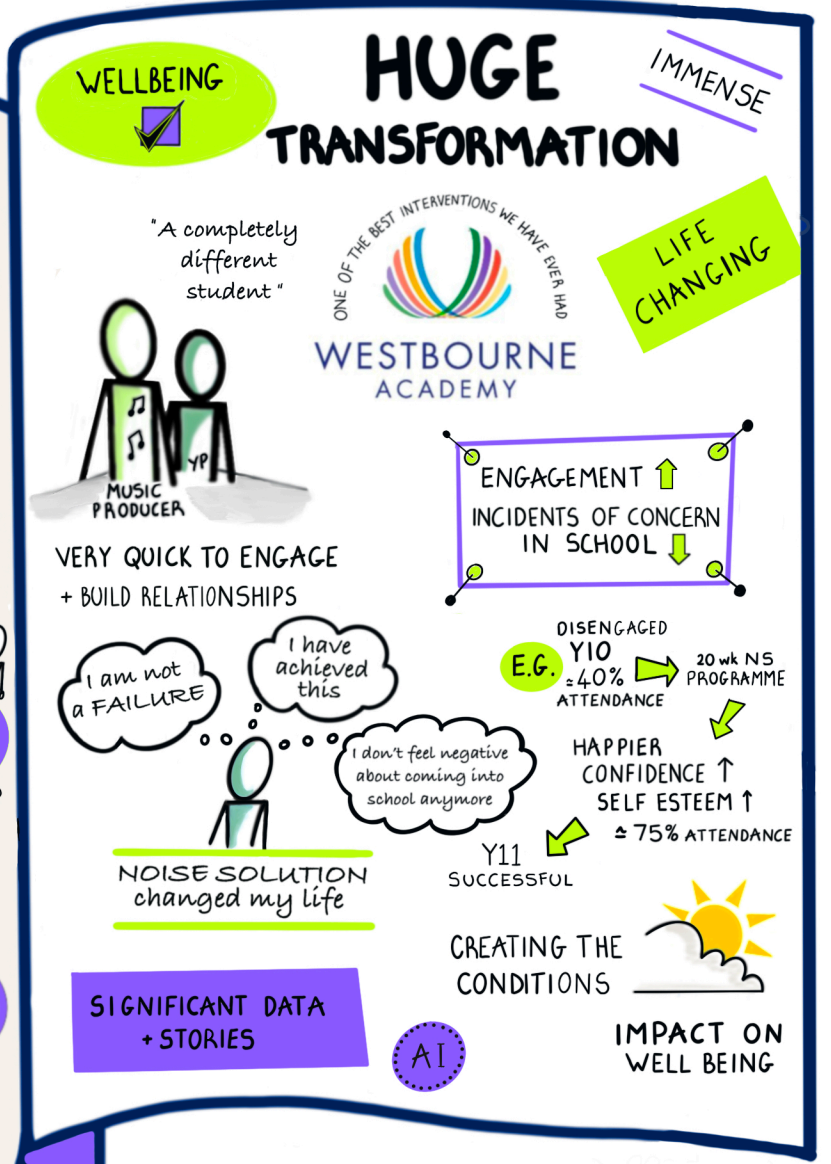 WELLBEING
HUGE
TRANSFORMATION
IMMENSE
"A completely
different
student"
ONE OF THE BEST INTERVENTIONS WE HAVE EVER HAD
WESTBOURNE
ACADEMY
LIFE
CHANGING
YP
MUSIC
PRODUCER
VERY QUICK TO ENGAGE
+ BUILD RELATIONSHIPS
ENGAGEMENT ⇧
INCIDENTS OF CONCERN
IN SCHOOL ⇩
I am not
a FAILURE
I have
achieved
this
I don't feel negative
about coming into
school anymore
NOISE SOLUTION
changed my life
E.G.
DISENGAGED
Y10
≃40%
ATTENDANCE
20 wk NS
PROGRAMME
HAPPIER
CONFIDENCE ↑
SELF ESTEEM ↑
≃ 75% ATTENDANCE
Y11
SUCCESSFUL
CREATING THE
CONDITIONS
IMPACT ON
WELL BEING
SIGNIFICANT DATA
+ STORIES
AI